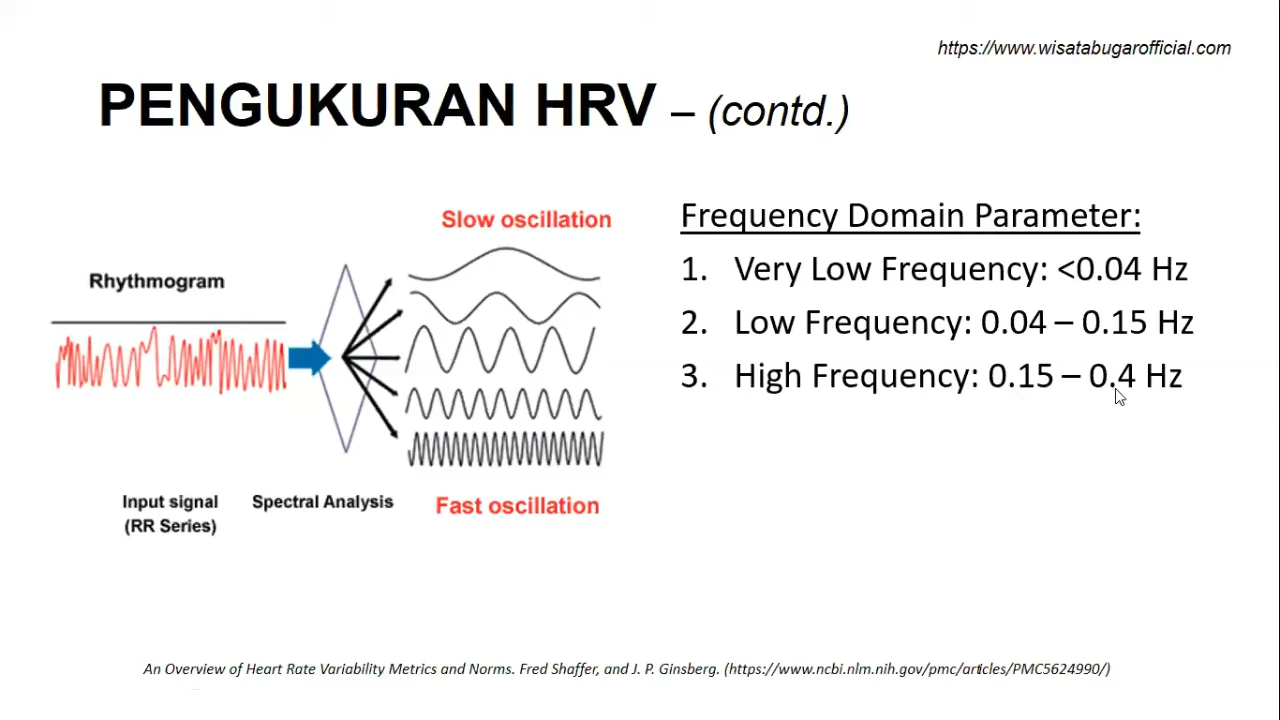 https://www.wisatabugarofficial.com
PENGUKURAN HRV – (contd.)
Slow oscillation
Rhythmogram
Input signal
(RR Series)
Spectral Analysis
Fast oscillation
Frequency Domain Parameter:
1. Very Low Frequency: <0.04 Hz
2. Low Frequency: 0.04 – 0.15 Hz
3. High Frequency: 0.15 – 0.4 Hz
An Overview of Heart Rate Variability Metrics and Norms. Fred Shaffer, and J. P. Ginsberg. (https://www.ncbi.nlm.nih.gov/pmc/articles/PMC5624990/)